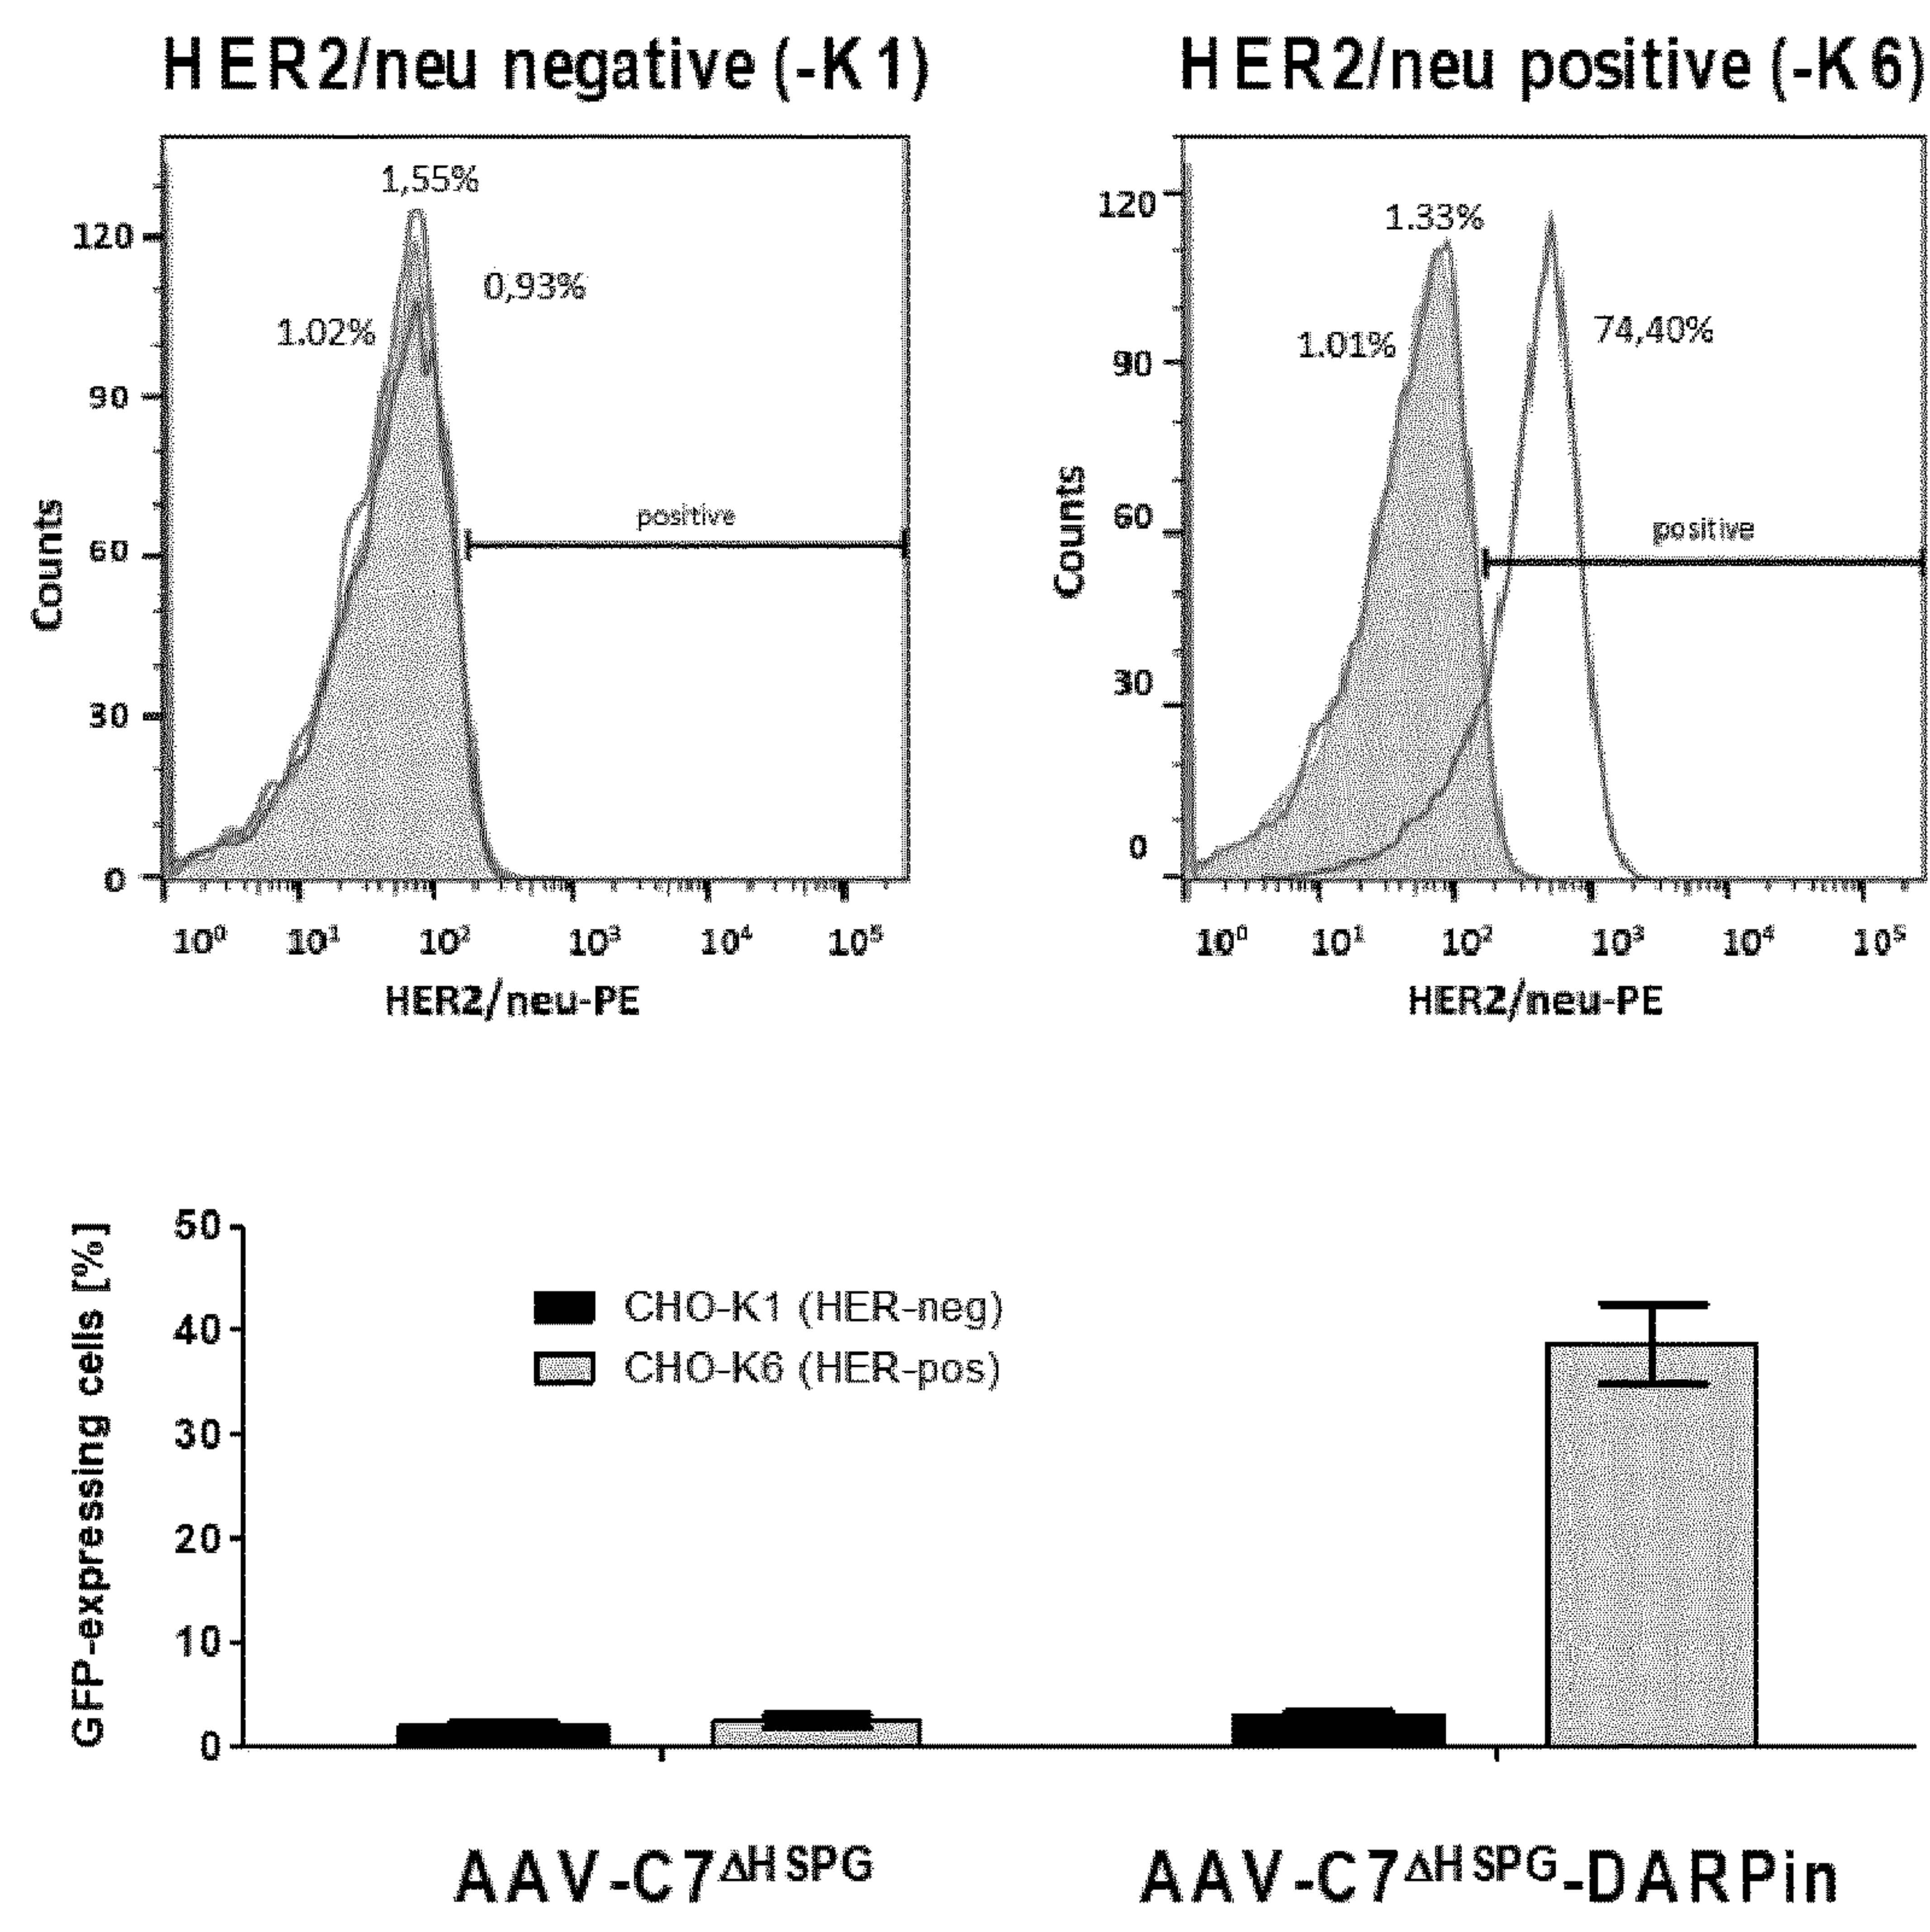 HER2/neu negative (-K1)
HER2/neu positive (-K6)
1,55%
0,93%
1.02%
positive
120
90
60
30
0
Counts
10⁰ 10¹ 10² 10³ 10⁴ 10⁵
HER2/neu-PE
1.33%
1.01%
74,40%
positive
120
90
60
30
0
Counts
10⁰ 10¹ 10² 10³ 10⁴ 10⁵
HER2/neu-PE
GFP-expressing cells [%]
50
40
30
20
10
0
CHO-K1 (HER-neg)
CHO-K6 (HER-pos)
AAV-C7ΔHSPG
AAV-C7ΔHSPG-DARPin